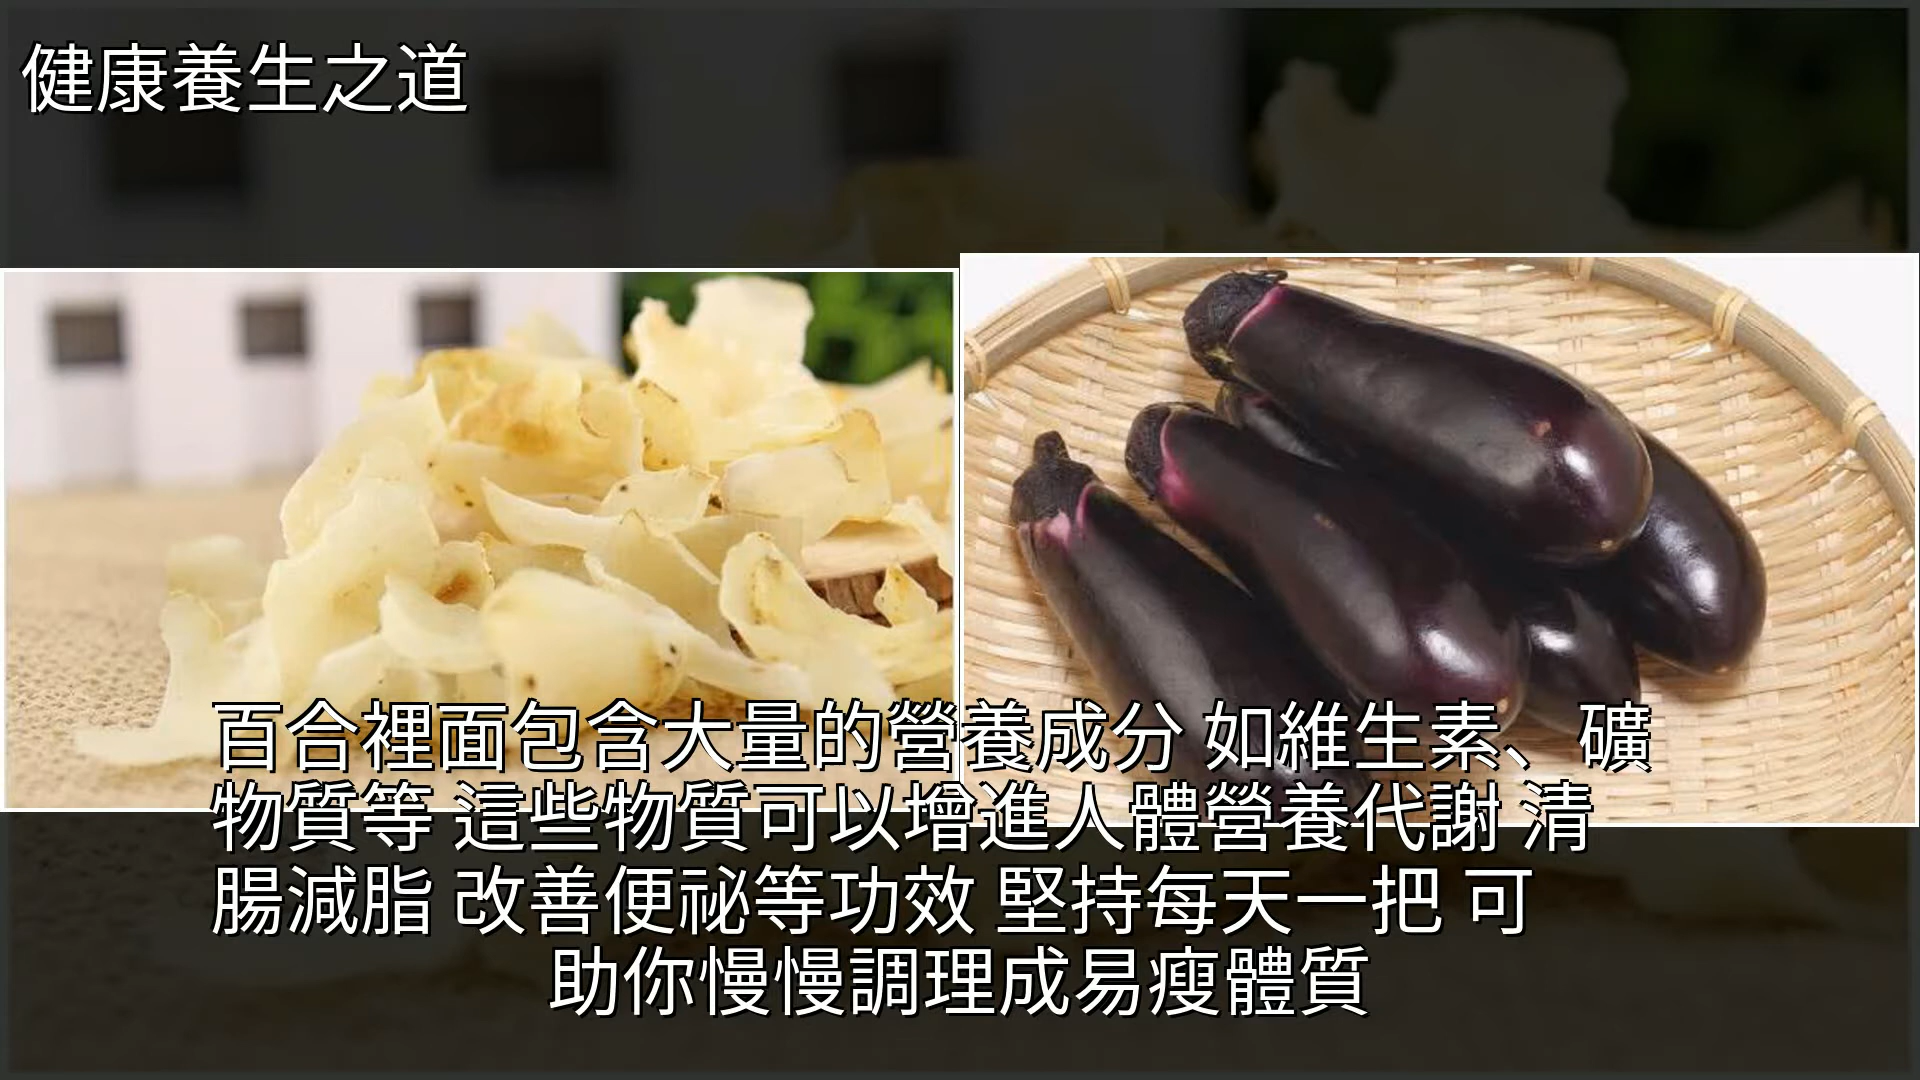 健康養生之道
百合裡面包含大量的營養成分 如維生素、礦
物質等 這些物質可以增進人體營養代謝 清
腸減脂 改善便祕等功效 堅持每天一把 可
助你慢慢調理成易瘦體質